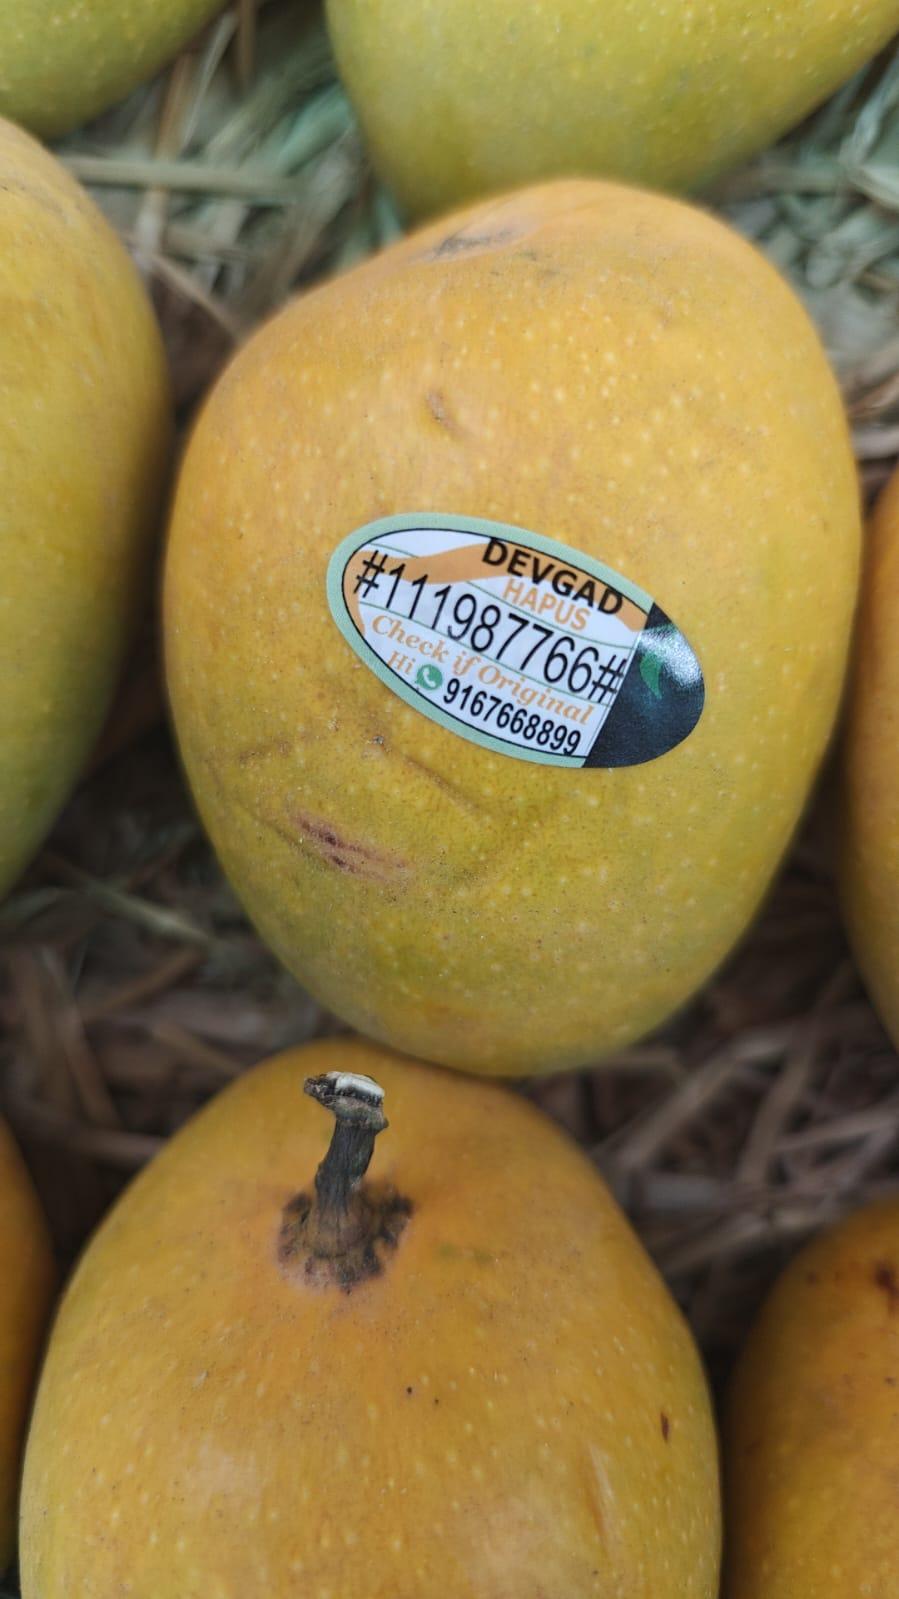 DEVGAD
HAPUS
#111987766#
Check if Original
Hi 9167668899